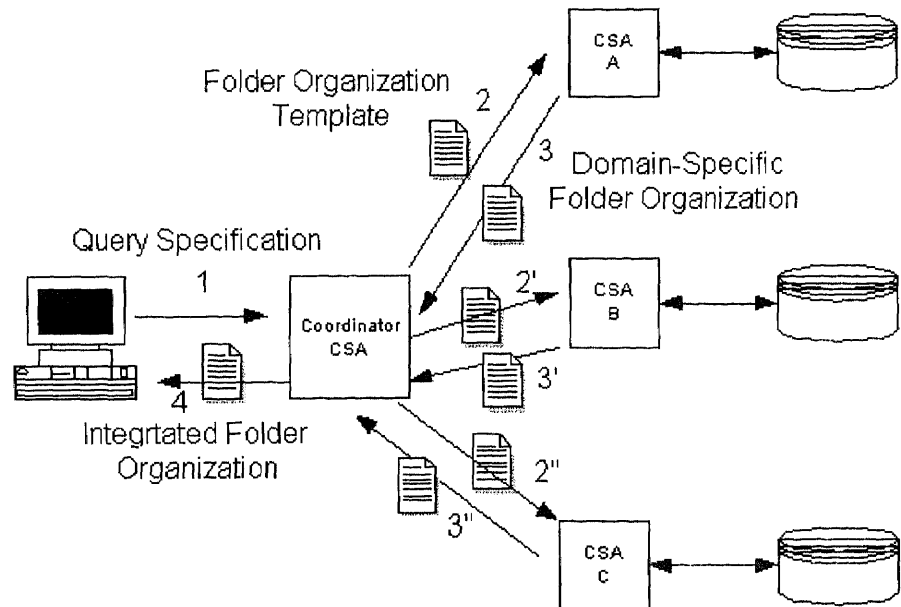 CSA
A
Folder Organization
Template
2
3
Domain-Specific
Folder Organization
Query Specification
1
2'
CSA
B
Coordinator
CSA
3'
4
Integrtated Folder
Organization
2"
3"
CSA
C